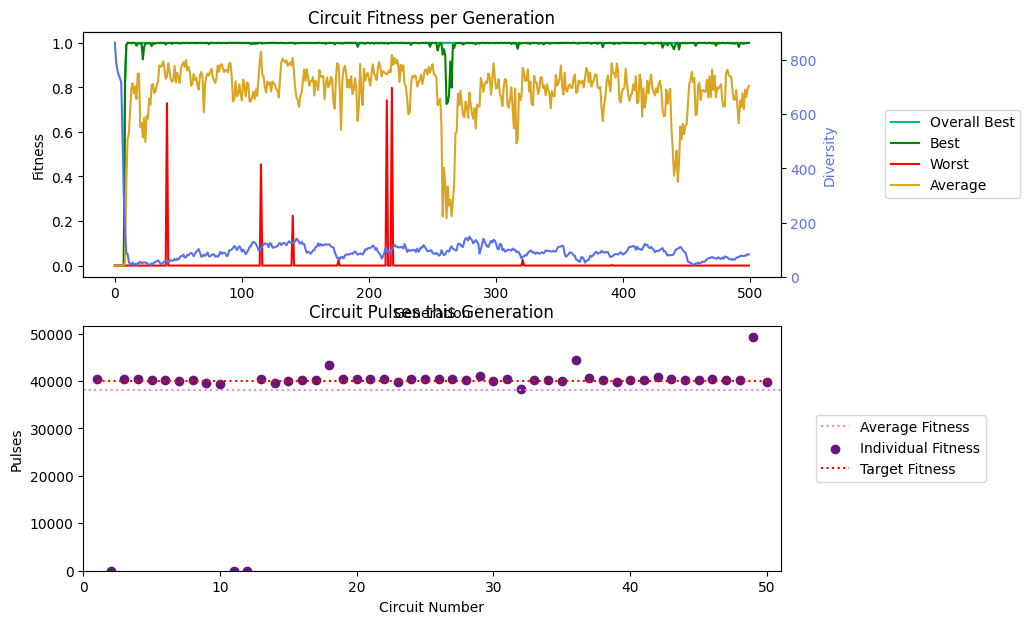 Circuit Fitness per Generation
1.0
0.8
0.6
0.4
0.2
0.0
Fitness
0
100
200
300
400
500
Generation
800
600
400
200
0
Diversity
Overall Best
Best
Worst
Average
Circuit Pulses this Generation
50000
40000
30000
20000
10000
0
Pulses
0
10
20
30
40
50
Circuit Number
Average Fitness
Individual Fitness
Target Fitness